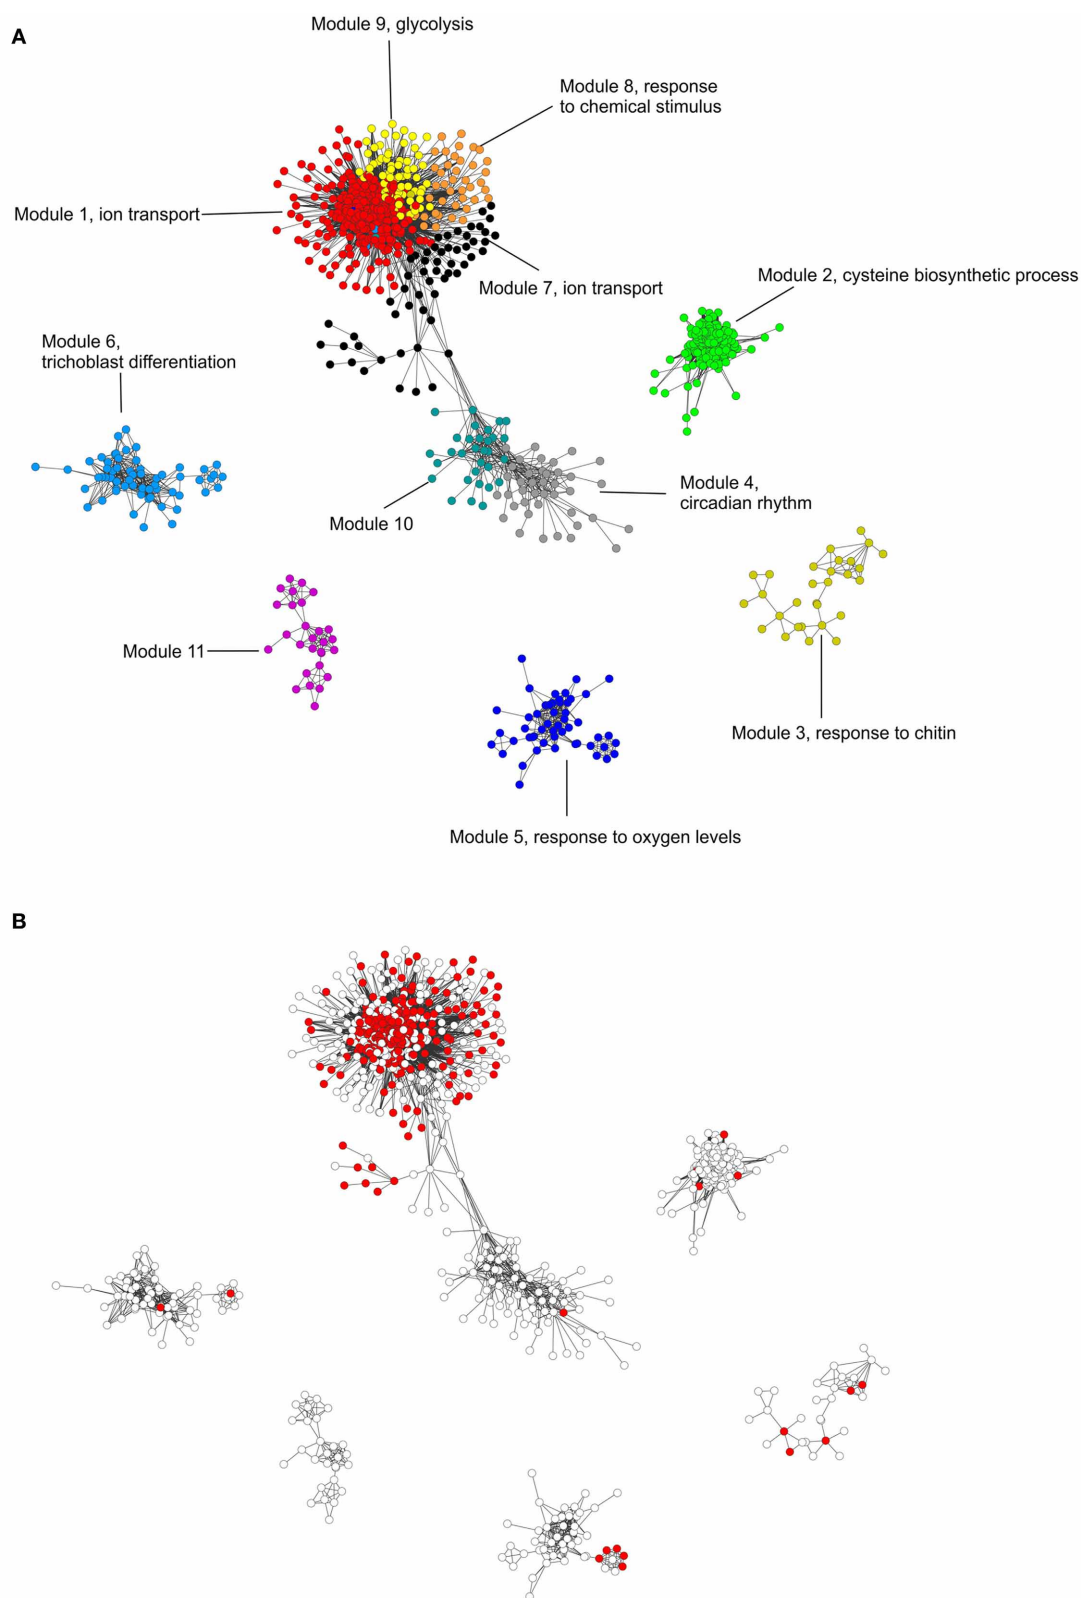 A
Module 9, glycolysis
Module 8, response
to chemical stimulus
Module 1, ion transport
Module 7, ion transport
Module 2, cysteine biosynthetic process
Module 6,
trichoblast differentiation
Module 4,
circadian rhythm
Module 10
Module 11
Module 3, response to chitin
Module 5, response to oxygen levels
B